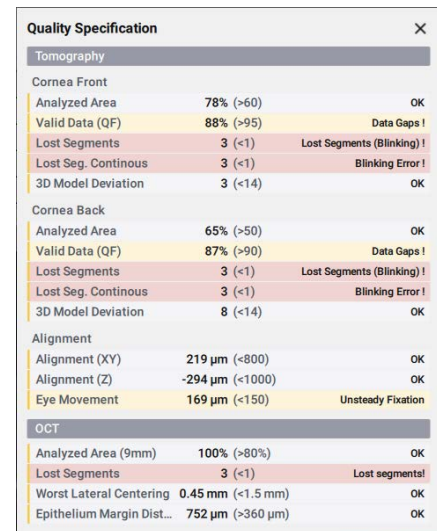 Quality Specification
Tomography
Cornea Front
Analyzed Area 78% (>60) OK
Valid Data (QF) 88% (>95) Data Gaps !
Lost Segments 3 (<1) Lost Segments (Blinking) !
Lost Seg. Continous 3 (<1) Blinking Error !
3D Model Deviation 3 (<14) OK
Cornea Back
Analyzed Area 65% (>50) OK
Valid Data (QF) 87% (>90) Data Gaps !
Lost Segments 3 (<1) Lost Segments (Blinking) !
Lost Seg. Continous 3 (<1) Blinking Error !
3D Model Deviation 8 (<14) OK
Alignment
Alignment (XY) 219 µm (<800) OK
Alignment (Z) -294 µm (<1000) OK
Eye Movement 169 µm (<150) Unsteady Fixation
OCT
Analyzed Area (9mm) 100% (>80%) OK
Lost Segments 3 (<1) Lost segments!
Worst Lateral Centering 0.45 mm (<1.5 mm) OK
Epithelium Margin Dist... 752 µm (>360 µm) OK